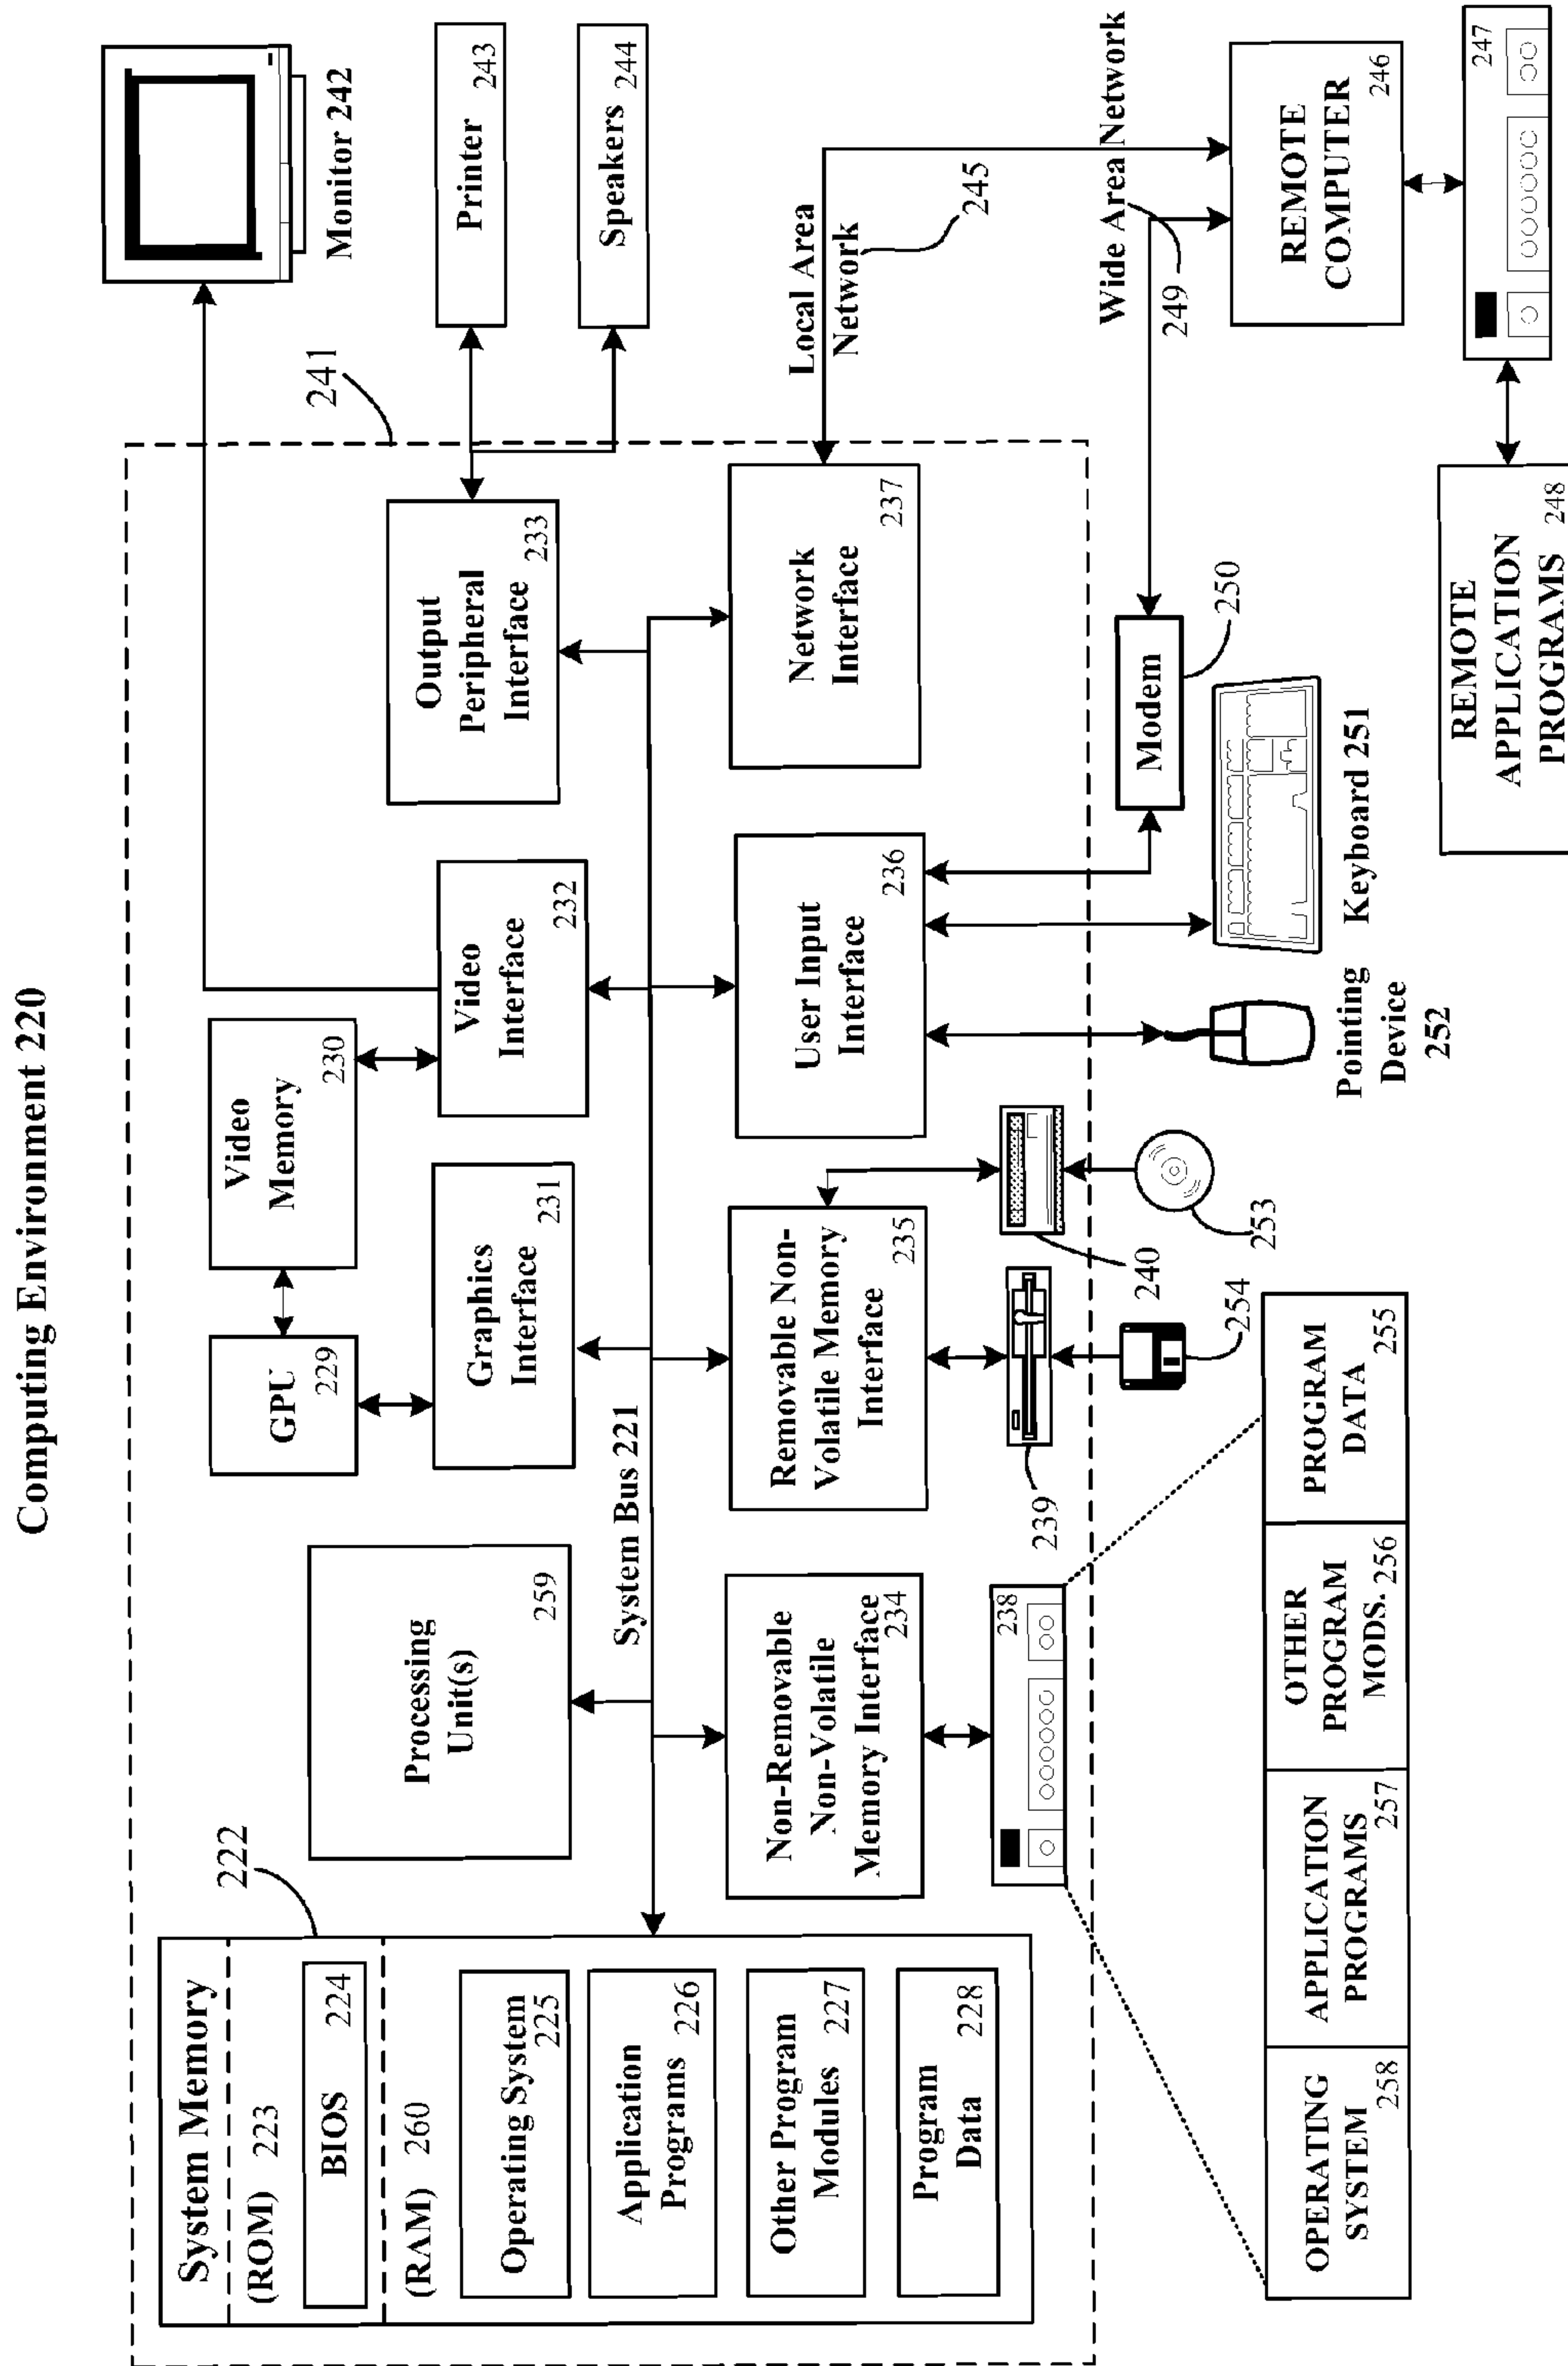 Computing Environment 220
System Memory
(ROM) 223
BIOS 224
(RAM) 260
Operating System
225
Application
Programs 226
Other Program
Modules 227
Program
Data 228
222
Processing
Unit(s)
259
GPU
229
Video
Memory
230
Graphics
Interface
231
Video
Interface
232
Output
Peripheral
Interface 233
241
Monitor 242
Printer 243
Speakers 244
System Bus 221
Non-Removable
Non-Volatile
Memory Interface
234
Removable Non-
Volatile Memory
Interface
235
User Input
Interface
236
Network
Interface
237
Local Area
Network
245
238
239
240
254
253
Wide Area Network
249
Modem
250
Pointing
Device
252
Keyboard 251
REMOTE
COMPUTER
246
247
REMOTE
APPLICATION
PROGRAMS 248
OPERATING
SYSTEM
258
APPLICATION
PROGRAMS
257
OTHER
PROGRAM
MODS. 256
PROGRAM
DATA
255